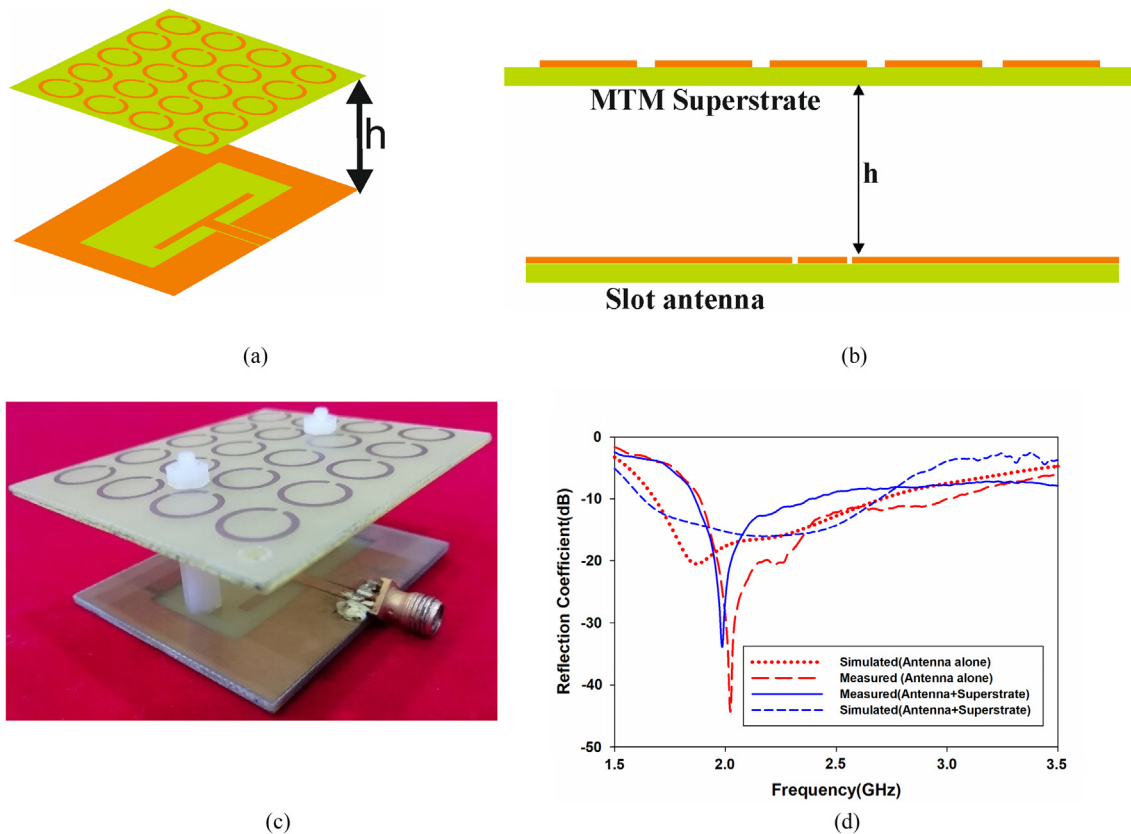 h
(a)
MTM Superstrate
h
Slot antenna
(b)
(c)
0
-10
-20
-30
-40
-50
Reflection Coefficient(dB)
Simulated(Antenna alone)
Measured (Antenna alone)
Measured(Antenna+Superstrate)
Simulated(Antenna+Superstrate)
1.5 2.0 2.5 3.0 3.5
Frequency(GHz)
(d)